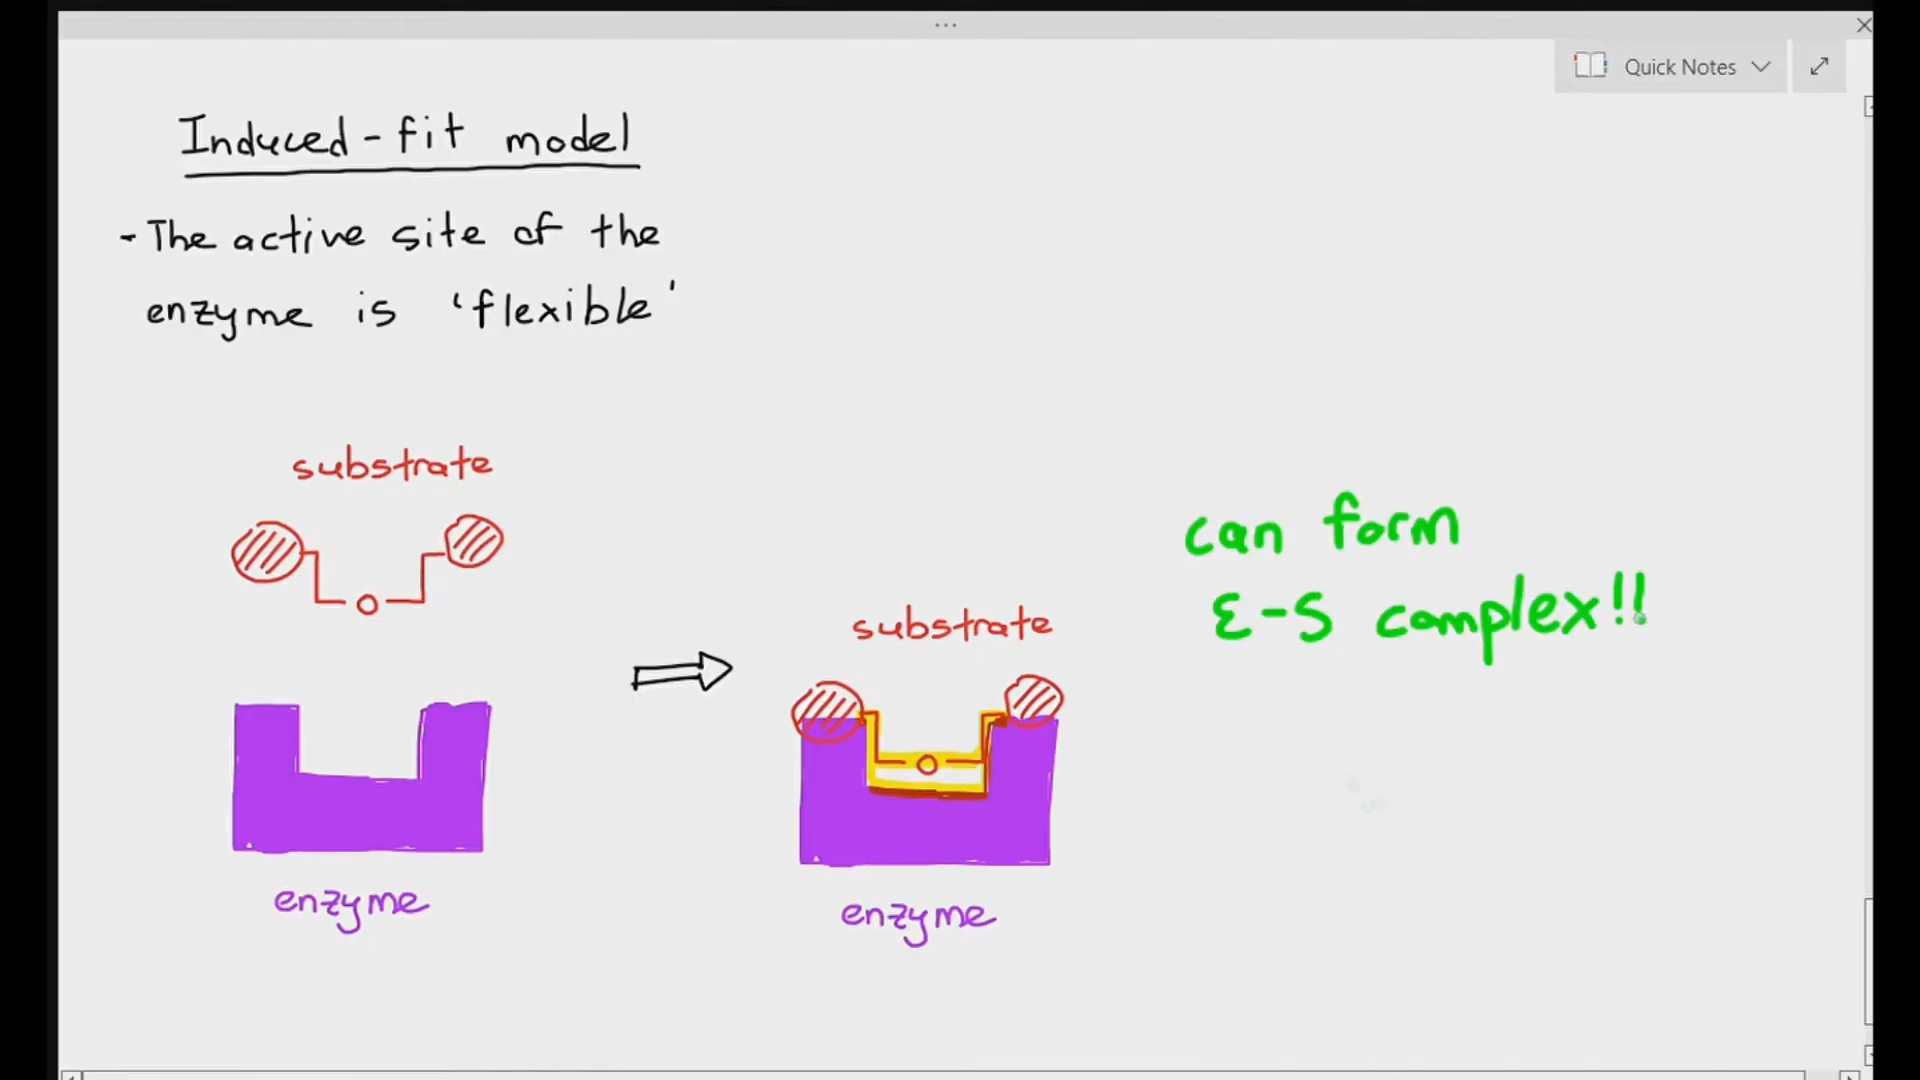 Quick Notes
Induced-fit model
- The active site of the
enzyme is 'flexible'
substrate
can form
E-S complex!!
substrate
enzyme
enzyme